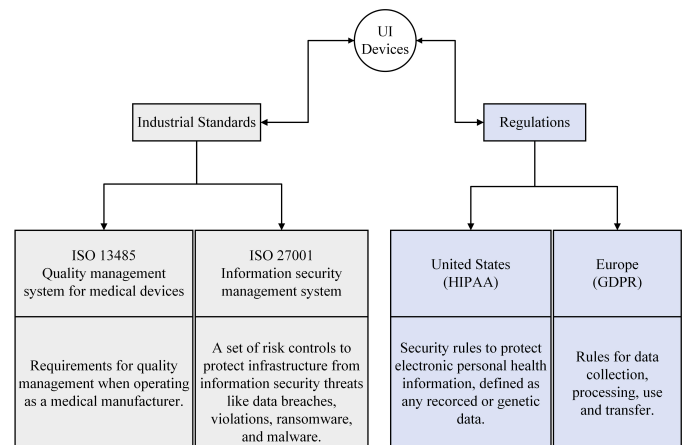 UI
Devices
Industrial Standards
Regulations
ISO 13485
Quality management
system for medical devices
ISO 27001
Information security
management system
United States
(HIPAA)
Europe
(GDPR)
Requirements for quality
management when operating
as a medical manufacturer.
A set of risk controls to
protect infrastructure from
information security threats
like data breaches,
violations, ransomware,
and malware.
Security rules to protect
electronic personal health
information, defined as
any recorced or genetic
data.
Rules for data
collection,
processing, use
and transfer.